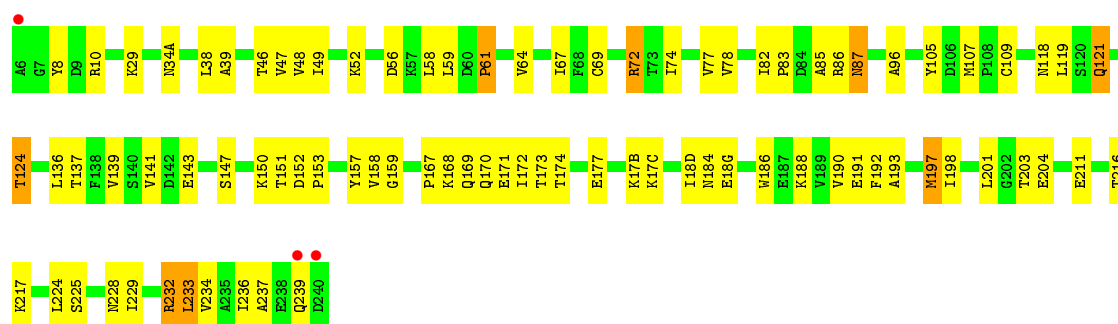 A6 G7 Y8 D9 R10 K29 N34A L38 A39 T46 V47 V48 I49 K52 D56 K57 L58 L59 D60 P61 V64 I67 F68 C69 R72 T73 I74 V77 V78 I82 P83 D84 A85 R86 N87 A96 Y105 D106 M107 P108 C109 N118 L119 S120 Q121
T124 L136 T137 F138 V139 S140 V141 D142 E143 S147 K150 T151 D152 P153 Y157 V158 G159 P167 K168 Q169 Q170 E171 I172 T173 T174 E177 K17B K17C I18D N184 E18G W186 E187 K188 V189 V190 E191 F192 A193 M197 I198 L201 G202 T203 E204 E211 T216
K217 L224 S225 N228 I229 R232 L233 V234 A235 I236 A237 E238 Q239 D240